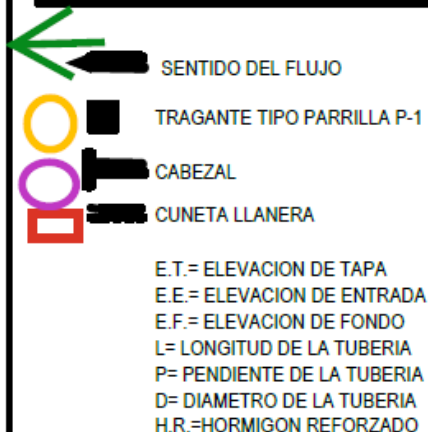 SENTIDO DEL FLUJO
TRAGANTE TIPO PARRILLA P-1
CABEZAL
CUNETA LLANERA
E.T.= ELEVACION DE TAPA
E.E.= ELEVACION DE ENTRADA
E.F.= ELEVACION DE FONDO
L= LONGITUD DE LA TUBERIA
P= PENDIENTE DE LA TUBERIA
D= DIAMETRO DE LA TUBERIA
H.R.=HORMIGON REFORZADO